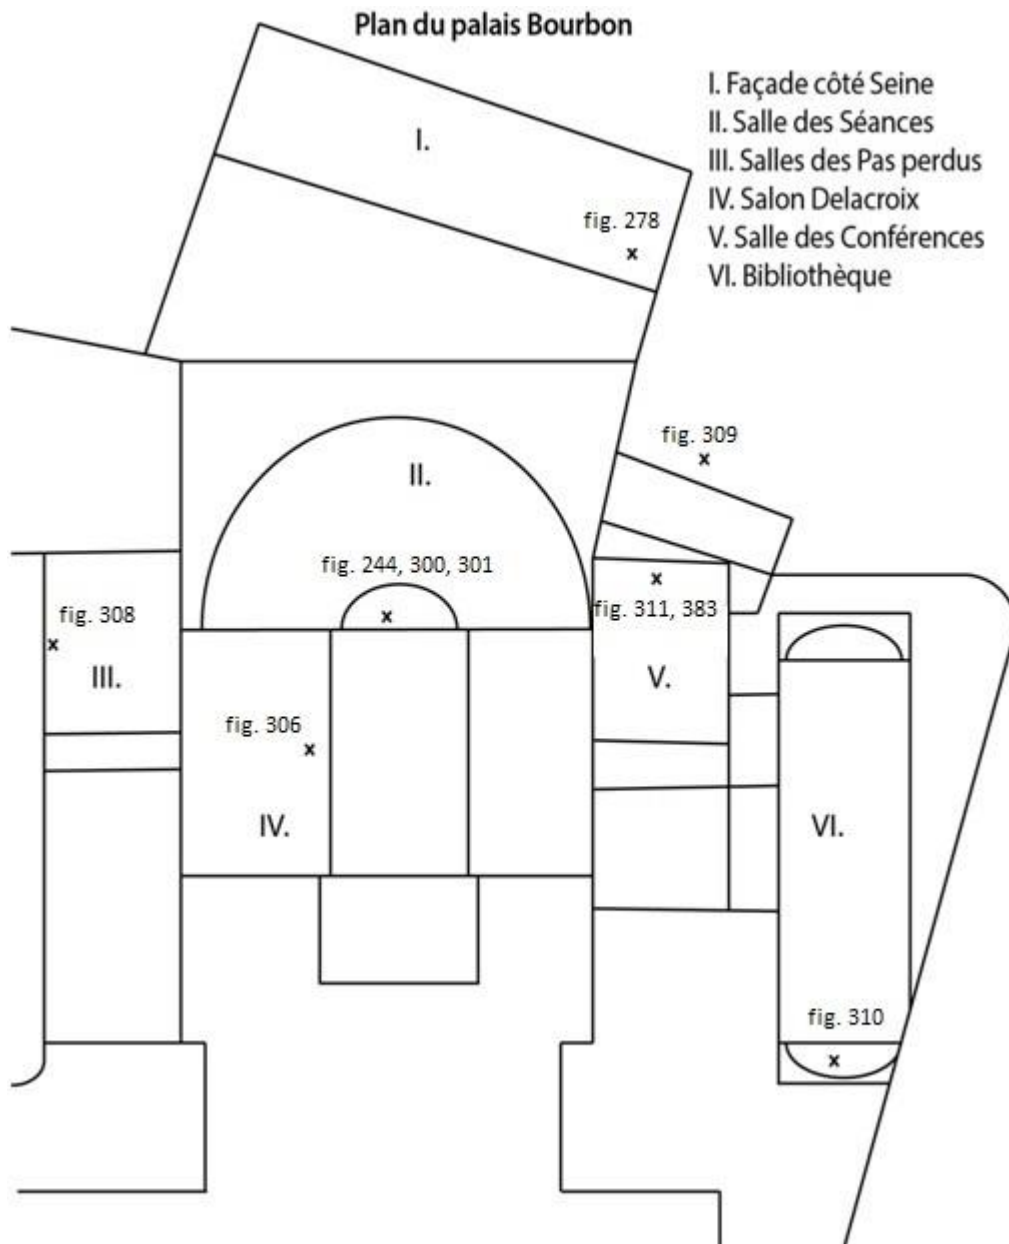 Plan du palais Bourbon
I. Façade côté Seine
II. Salle des Séances
III. Salles des Pas perdus
IV. Salon Delacroix
V. Salle des Conférences
VI. Bibliothèque
I.
fig. 278
x
fig. 309
x
II.
fig. 244, 300, 301
x
fig. 308
x
III.
x
fig. 311, 383
V.
fig. 306
x
IV.
VI.
fig. 310
x